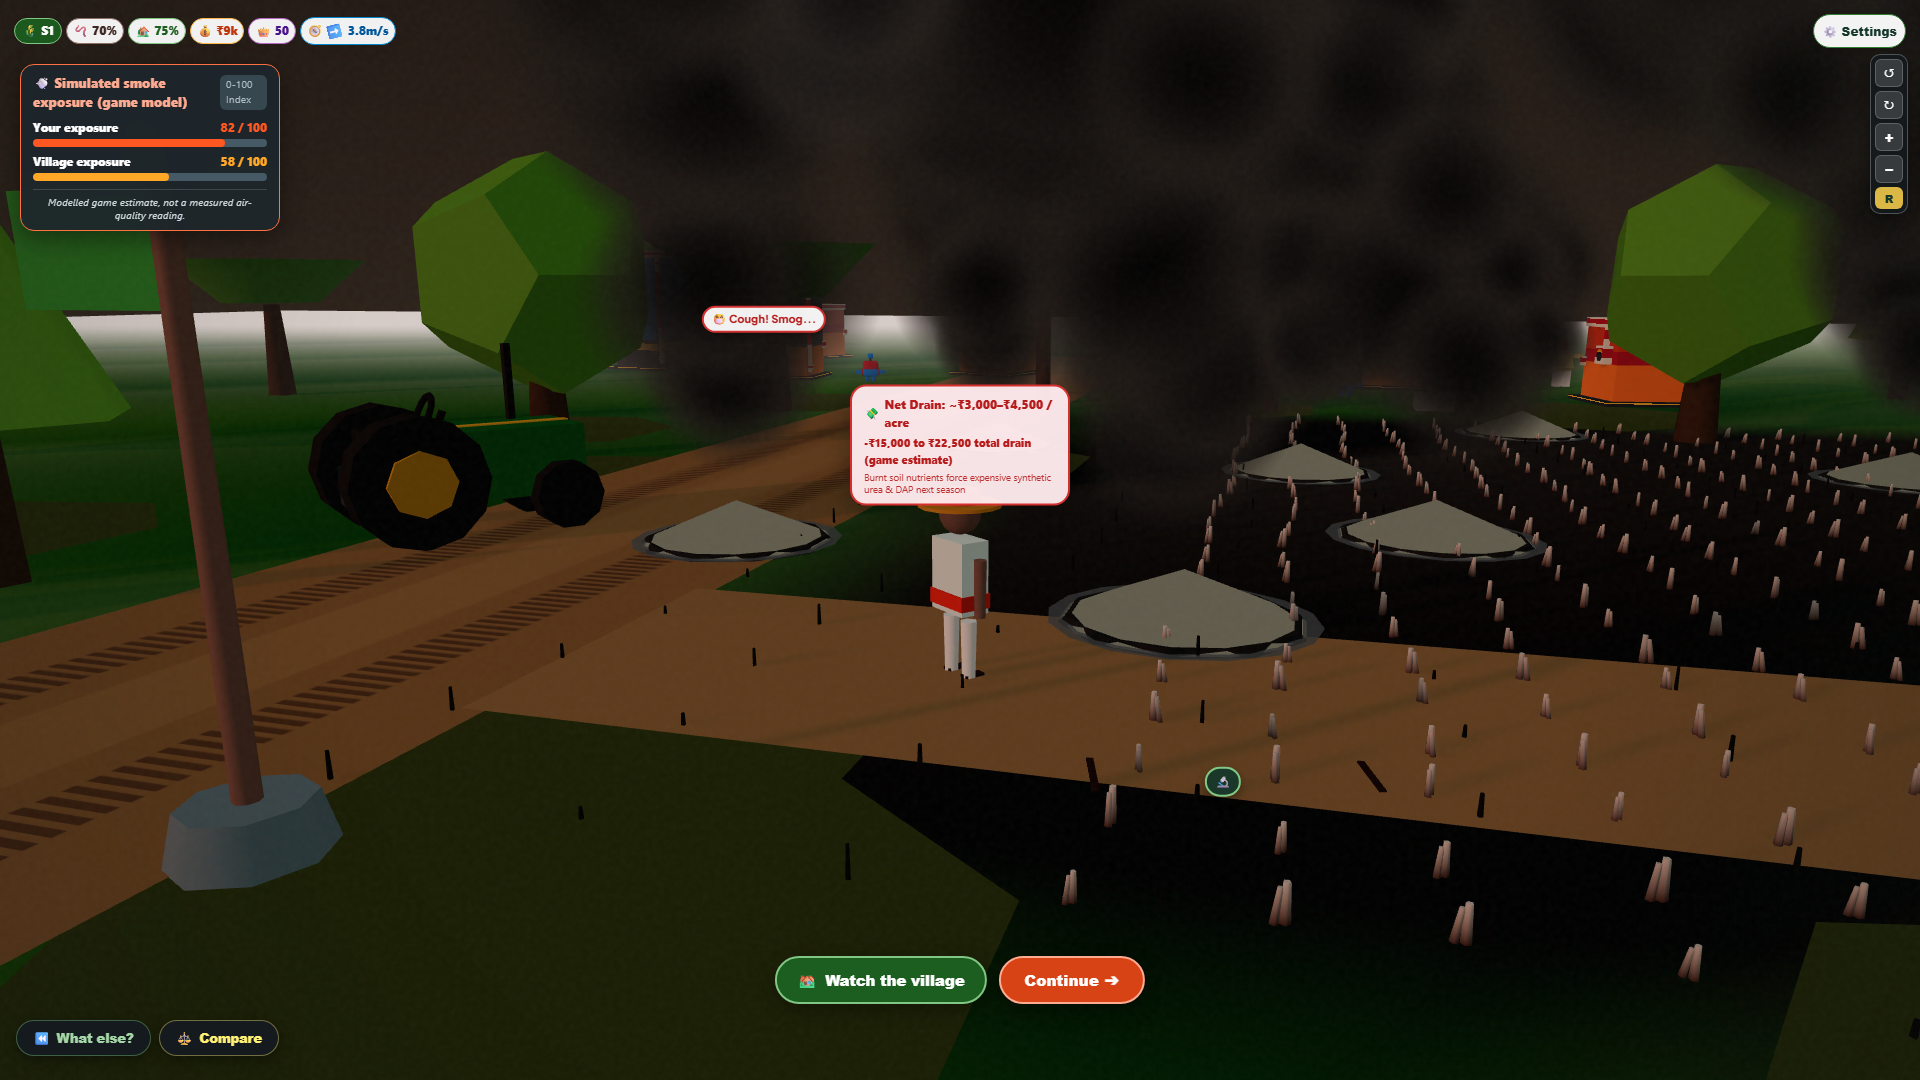 S1
70%
75%
₹9k
50
3.8m/s
Settings
Simulated smoke
exposure (game model)
0-100
Index
Your exposure
82 / 100
Village exposure
58 / 100
Modelled game estimate, not a measured air-
quality reading.
R
Cough! Smog...
Net Drain: ~₹3,000–₹4,500 /
acre
-₹15,000 to ₹22,500 total drain
(game estimate)
Burnt soil nutrients force expensive synthetic
urea & DAP next season
Watch the village
Continue →
What else?
Compare